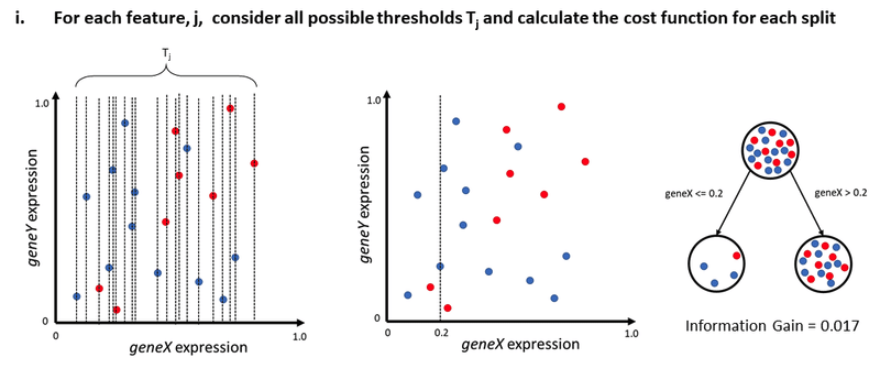 i. For each feature, j, consider all possible thresholds Tj and calculate the cost function for each split
Tj
1.0
geneY expression
0
0
1.0
geneX expression
1.0
geneY expression
0
0
0.2
1.0
geneX expression
geneX <= 0.2
geneX > 0.2
Information Gain = 0.017